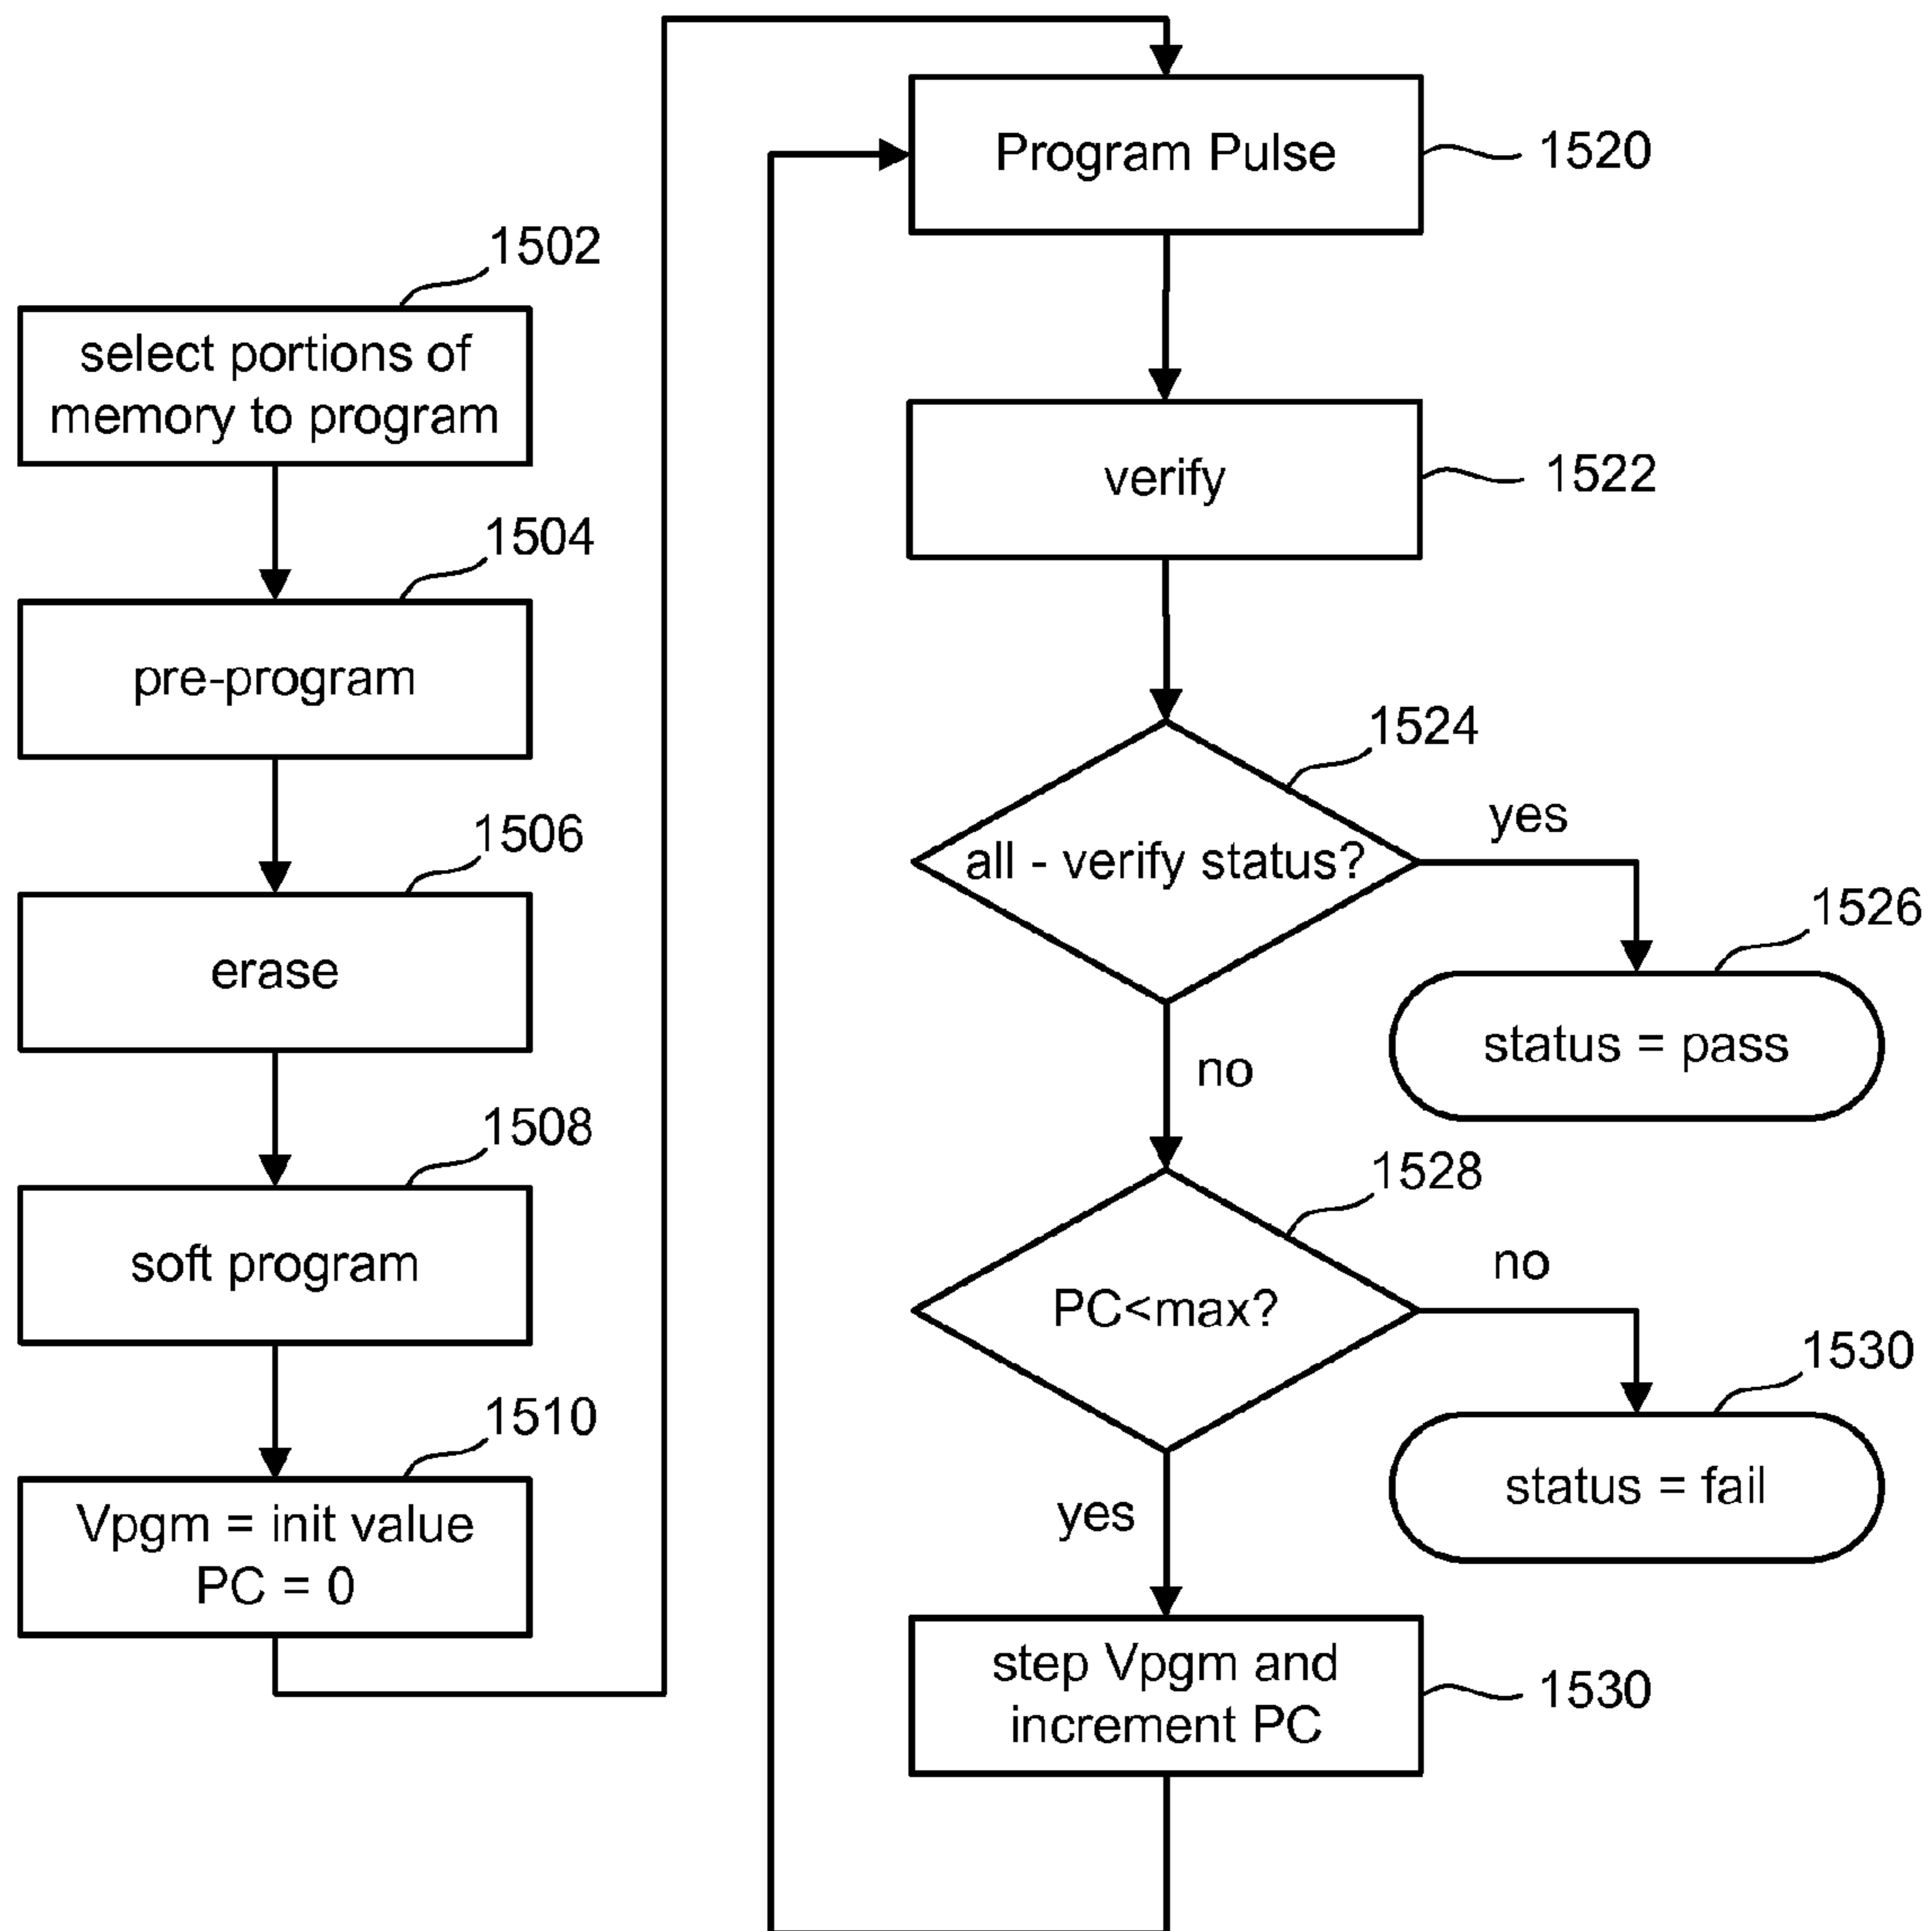 1502
select portions of
memory to program
1504
pre-program
1506
erase
1508
soft program
1510
Vpgm = init value
PC = 0
Program Pulse
1520
verify
1522
1524
all - verify status?
yes
1526
status = pass
no
1528
PC<max?
no
1530
status = fail
yes
step Vpgm and
increment PC
1530